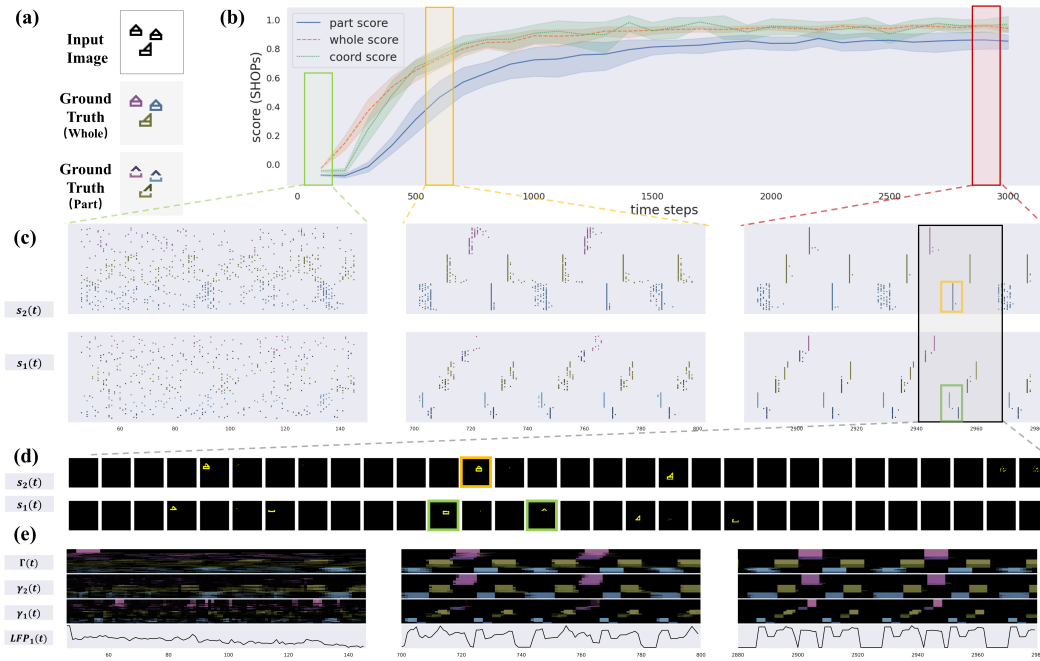 (a)
Input
Image
Ground
Truth
(Whole)
Ground
Truth
(Part)
(b)
score (SHOPs)
1.0
0.8
0.6
0.4
0.2
0.0
part score
whole score
coord score
0 500 1000 1500 2000 2500 3000
time steps
(c)
s₂(t)
s₁(t)
60 80 100 120 140
700 720 740 760 780 800
2900 2920 2940 2960 2980
(d)
s₂(t)
s₁(t)
(e)
Γ(t)
γ₂(t)
γ₁(t)
LFP₁(t)
60 80 100 120 140
700 720 740 760 780 800
2880 2900 2920 2940 2960 2980